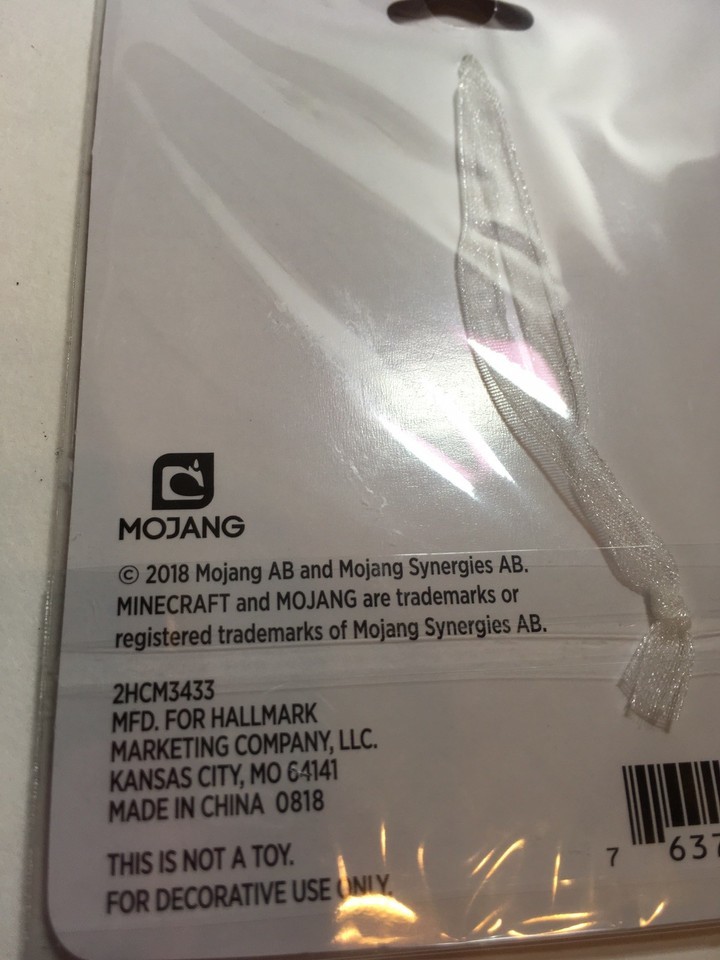 MOJANG
© 2018 Mojang AB and Mojang Synergies AB.
MINECRAFT and MOJANG are trademarks or
registered trademarks of Mojang Synergies AB.
2HCM3433
MFD. FOR HALLMARK
MARKETING COMPANY, LLC.
KANSAS CITY, MO 64141
MADE IN CHINA 0818
THIS IS NOT A TOY.
FOR DECORATIVE USE ONLY.
7 637